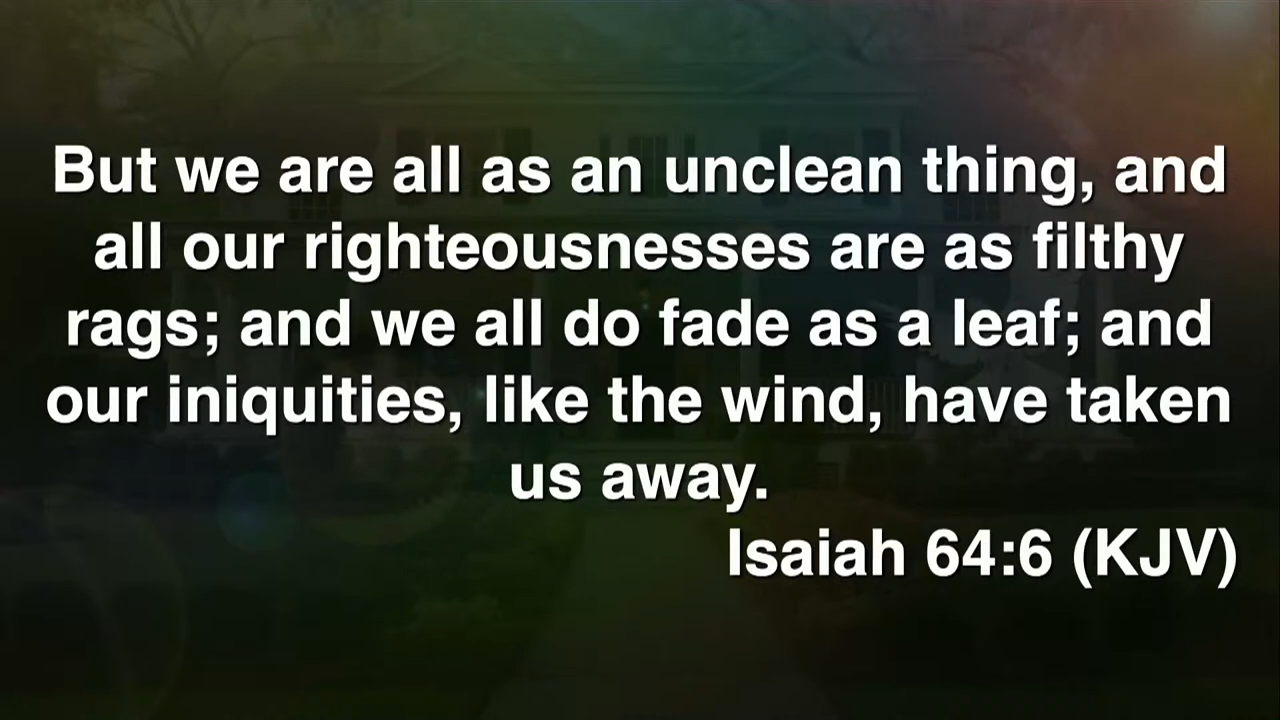 But we are all as an unclean thing, and
all our righteousnesses are as filthy
rags; and we all do fade as a leaf; and
our iniquities, like the wind, have taken
us away.
Isaiah 64:6 (KJV)